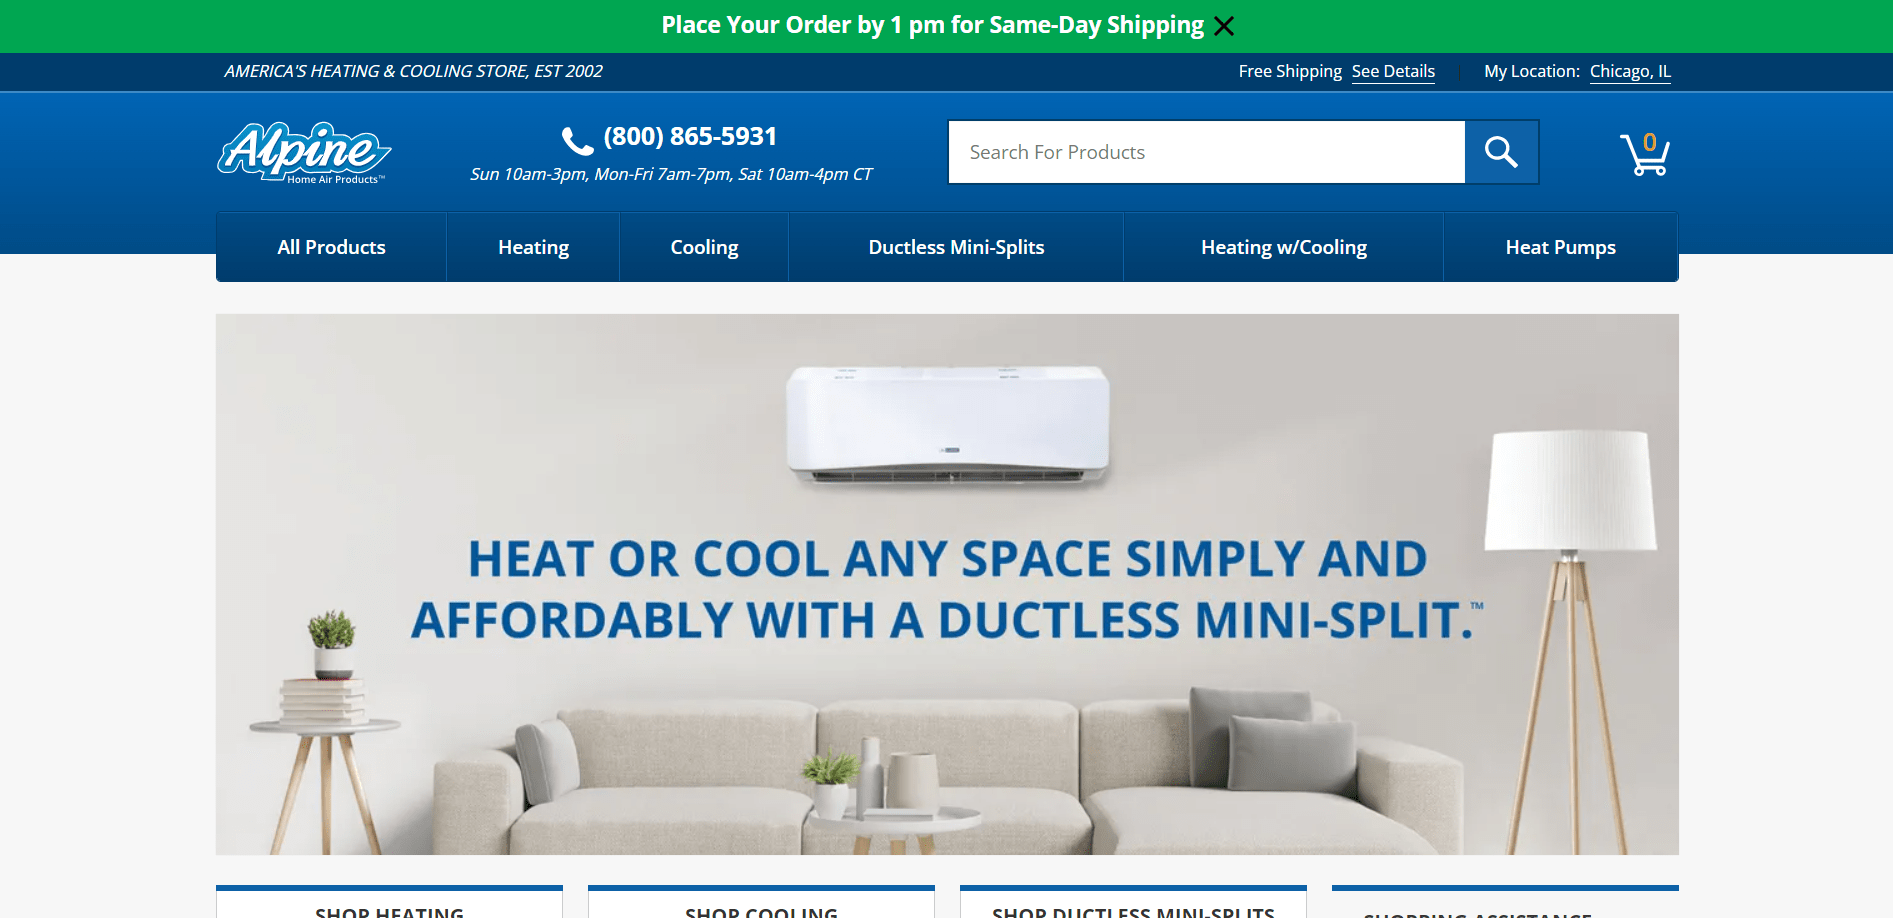 Place Your Order by 1 pm for Same-Day Shipping
AMERICA'S HEATING & COOLING STORE, EST 2002
Free Shipping See Details
My Location: Chicago, IL
Alpine
Home Air Products™
(800) 865-5931
Sun 10am-3pm, Mon-Fri 7am-7pm, Sat 10am-4pm CT
Search For Products
0
All Products
Heating
Cooling
Ductless Mini-Splits
Heating w/Cooling
Heat Pumps
HEAT OR COOL ANY SPACE SIMPLY AND
AFFORDABLY WITH A DUCTLESS MINI-SPLIT.™
SHOP HEATING
SHOP COOLING
SHOP DUCTLESS MINI-SPLITS
SHOPPING ASSISTANCE